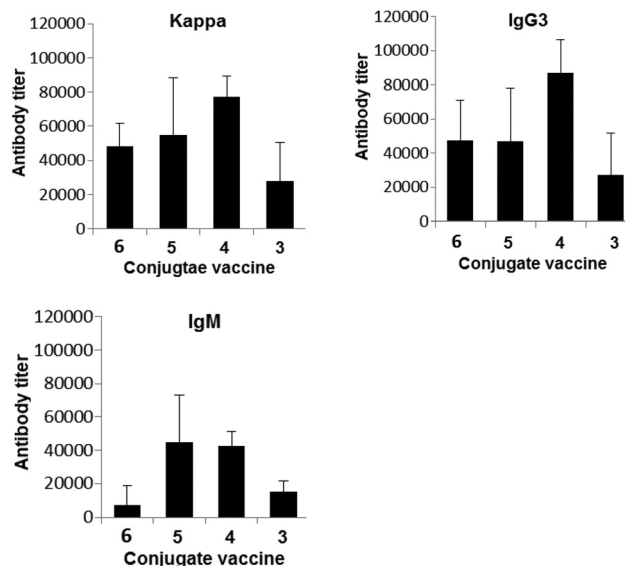 Kappa
Antibody titer
120000
100000
80000
60000
40000
20000
0
6 5 4 3
Conjugtae vaccine
IgG3
Antibody titer
120000
100000
80000
60000
40000
20000
0
6 5 4 3
Conjugate vaccine
IgM
Antibody titer
120000
100000
80000
60000
40000
20000
0
6 5 4 3
Conjugate vaccine